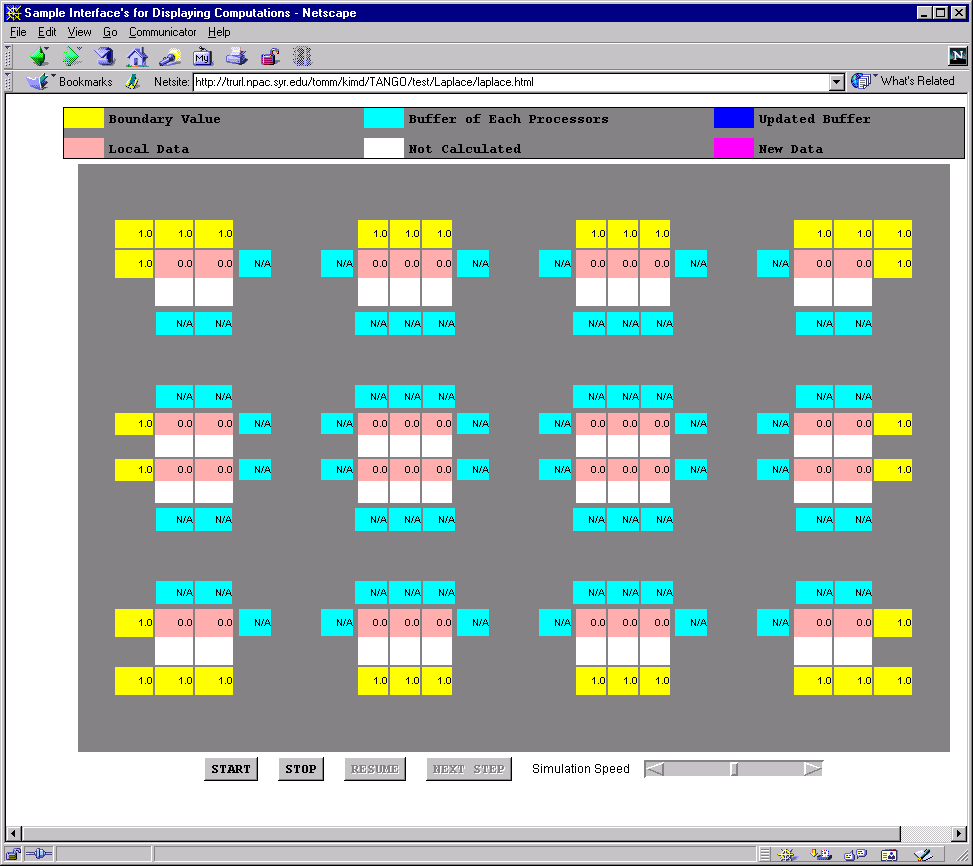 Sample Interface's for Displaying Computations - Netscape
File Edit View Go Communicator Help
My
N
Bookmarks Netsite: http://trurl.npac.syr.edu/tomm/kimd/TANGO/test/Laplace/laplace.html What's Related
Boundary Value Buffer of Each Processors Updated Buffer
Local Data Not Calculated New Data
1.0 1.0 1.0 1.0 1.0 1.0 1.0 1.0 1.0 1.0 1.0 1.0
1.0 0.0 0.0 N/A N/A 0.0 0.0 0.0 N/A N/A 0.0 0.0 0.0 N/A N/A 0.0 0.0 1.0
N/A N/A N/A N/A N/A N/A N/A N/A N/A N/A
N/A N/A N/A N/A N/A N/A N/A N/A N/A N/A
1.0 0.0 0.0 N/A N/A 0.0 0.0 0.0 N/A N/A 0.0 0.0 0.0 N/A N/A 0.0 0.0 1.0
1.0 0.0 0.0 N/A N/A 0.0 0.0 0.0 N/A N/A 0.0 0.0 0.0 N/A N/A 0.0 0.0 1.0
N/A N/A N/A N/A N/A N/A N/A N/A N/A N/A
N/A N/A N/A N/A N/A N/A N/A N/A N/A N/A
1.0 0.0 0.0 N/A N/A 0.0 0.0 0.0 N/A N/A 0.0 0.0 0.0 N/A N/A 0.0 0.0 1.0
1.0 1.0 1.0 1.0 1.0 1.0 1.0 1.0 1.0 1.0 1.0 1.0
START STOP RESUME NEXT STEP Simulation Speed